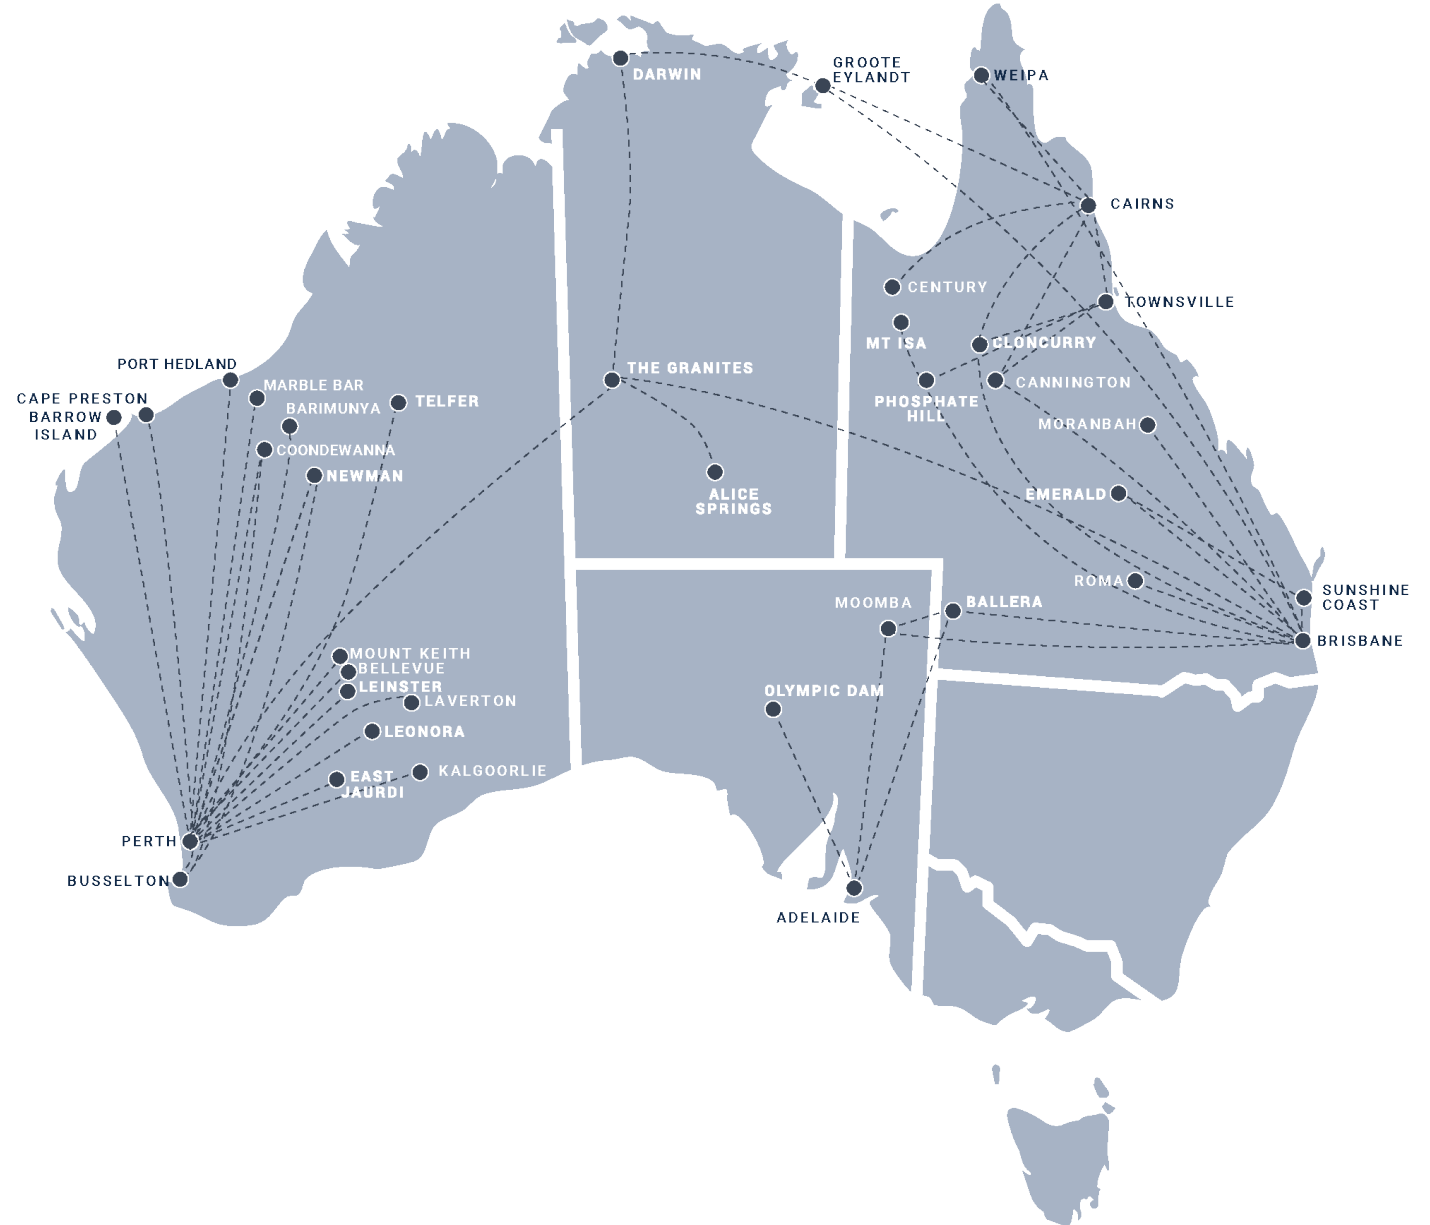 GROOTE
EYLANDT
DARWIN
WEIPA
CAIRNS
CENTURY
TOWNSVILLE
MT ISA
CLONCURRY
PORT HEDLAND
THE GRANITES
MARBLE BAR
CANNINGTON
CAPE PRESTON
TELFER
PHOSPHATE
HILL
BARIMUNYA
BARROW
ISLAND
MORANBAH
COONDEWANNA
NEWMAN
ALICE
SPRINGS
EMERALD
ROMA
SUNSHINE
COAST
MOOMBA
BALLERA
BRISBANE
MOUNT KEITH
BELLEVUE
LEINSTER
OLYMPIC DAM
LAVERTON
LEONORA
KALGOORLIE
EAST
JAURDI
PERTH
BUSSELTON
ADELAIDE